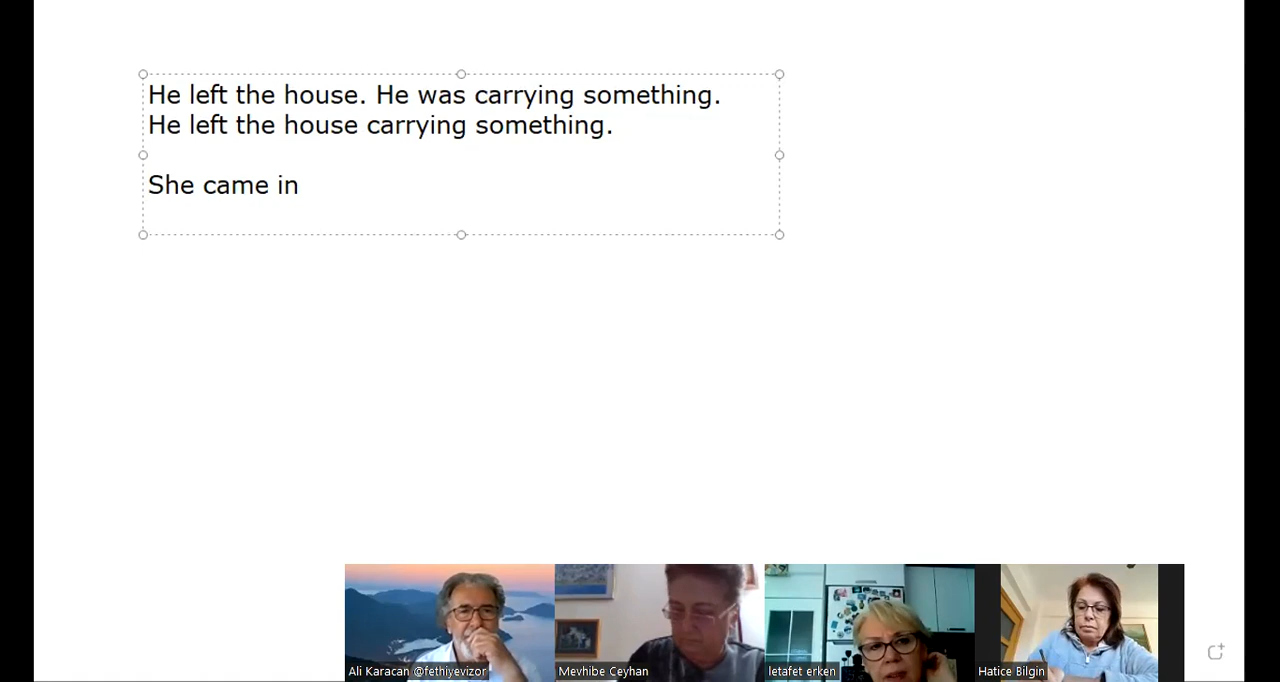 He left the house. He was carrying something.
He left the house carrying something.
She came in
Ali Karacan @fethiyevizor
Mevhibe Ceyhan
letafet erken
Hatice Bilgin